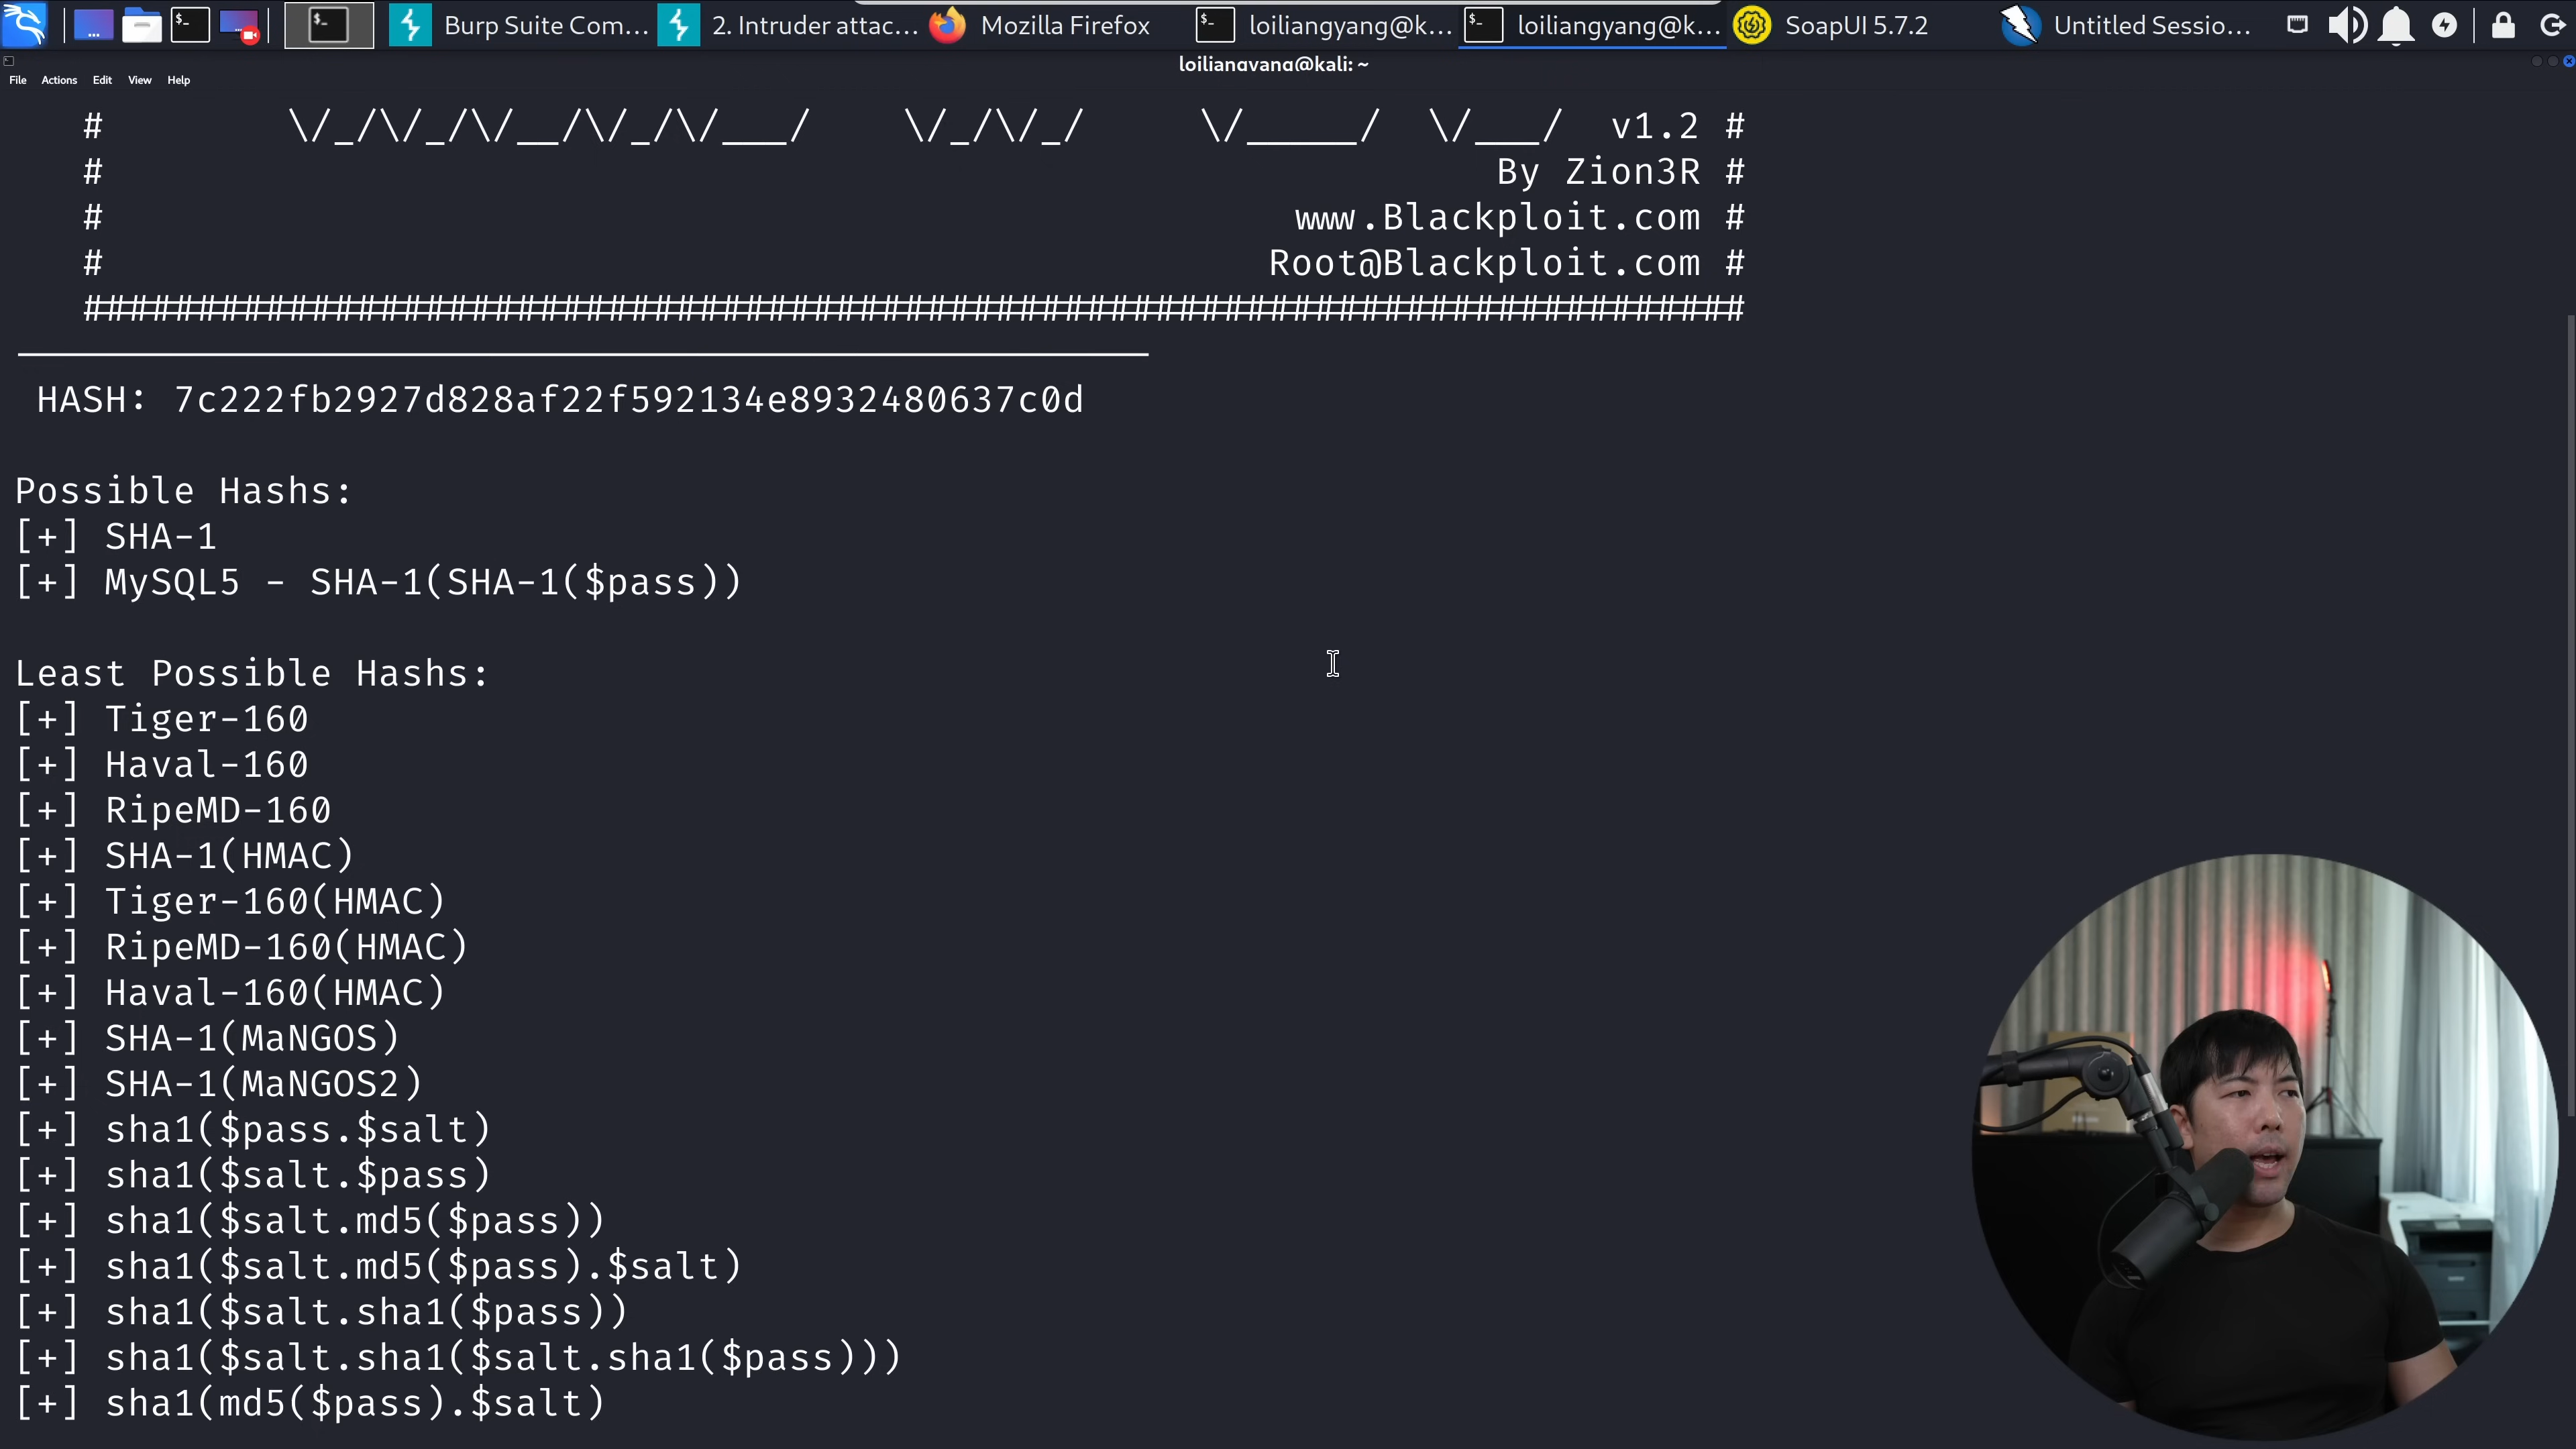 Burp Suite Com...
2. Intruder attac...
Mozilla Firefox
loiliangyang@k...
loiliangyang@k...
SoapUI 5.7.2
Untitled Sessio...
loiliangyang@kali: ~
File Actions Edit View Help
# \/_/\/_/\/__/\/_/\/___/ \/_/\/_/ \/_____/ \/___/ v1.2 #
# By Zion3R #
# www.Blackploit.com #
# Root@Blackploit.com #
#########################################################################
HASH: 7c222fb2927d828af22f592134e8932480637c0d
Possible Hashs:
[+] SHA-1
[+] MySQL5 - SHA-1(SHA-1($pass))
Least Possible Hashs:
[+] Tiger-160
[+] Haval-160
[+] RipeMD-160
[+] SHA-1(HMAC)
[+] Tiger-160(HMAC)
[+] RipeMD-160(HMAC)
[+] Haval-160(HMAC)
[+] SHA-1(MaNGOS)
[+] SHA-1(MaNGOS2)
[+] sha1($pass.$salt)
[+] sha1($salt.$pass)
[+] sha1($salt.md5($pass))
[+] sha1($salt.md5($pass).$salt)
[+] sha1($salt.sha1($pass))
[+] sha1($salt.sha1($salt.sha1($pass)))
[+] sha1(md5($pass).$salt)